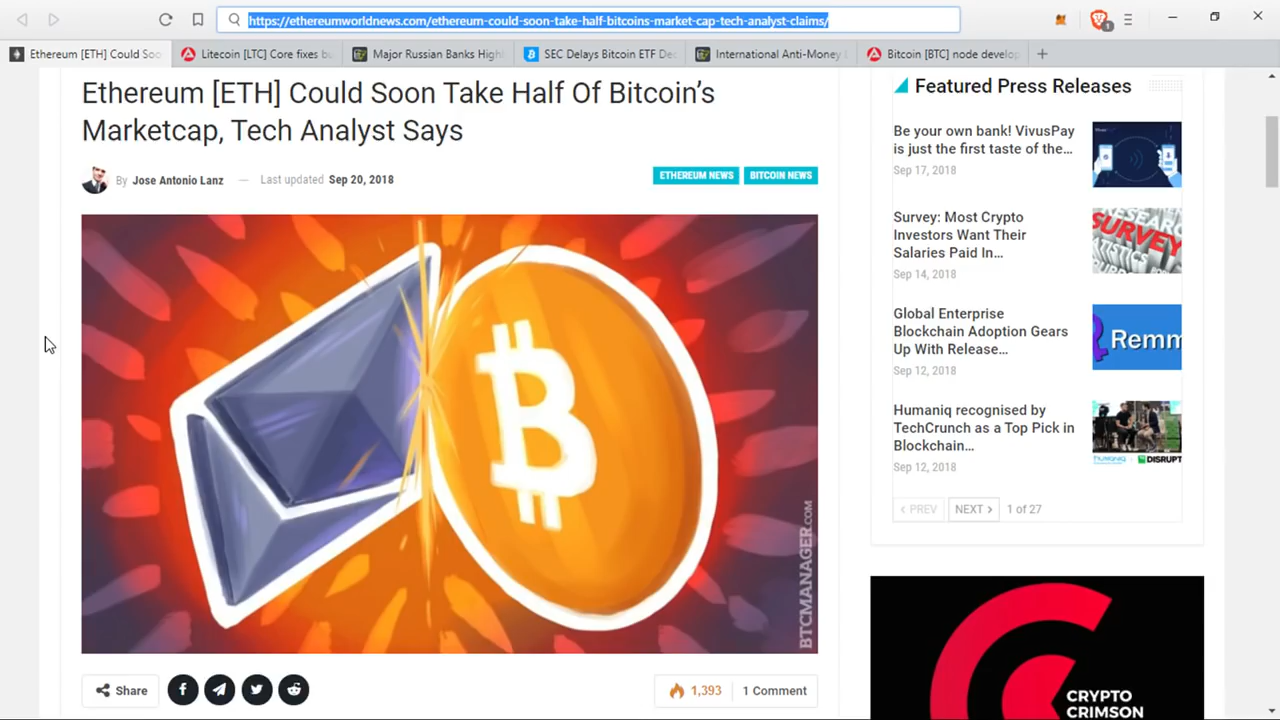 https://ethereumworldnews.com/ethereum-could-soon-take-half-bitcoins-market-cap-tech-analyst-claims/
1
Ethereum [ETH] Could Soo
Litecoin [LTC] Core fixes bu
Major Russian Banks Highl
SEC Delays Bitcoin ETF Dec
International Anti-Money L
Bitcoin [BTC] node develop
Ethereum [ETH] Could Soon Take Half Of Bitcoin's
Marketcap, Tech Analyst Says
By Jose Antonio Lanz — Last updated Sep 20, 2018
ETHEREUM NEWS
BITCOIN NEWS
BTCMANAGER.COM
Share
1,393
1 Comment
Featured Press Releases
Be your own bank! VivusPay
is just the first taste of the...
Sep 17, 2018
Survey: Most Crypto
Investors Want Their
Salaries Paid In...
Sep 14, 2018
RESEARCH
SURVEY
Global Enterprise
Blockchain Adoption Gears
Up With Release...
Sep 12, 2018
Remm
Humaniq recognised by
TechCrunch as a Top Pick in
Blockchain...
Sep 12, 2018
humaniq
DISRUPT
PREV
NEXT
1 of 27
CRYPTO
CRIMSON